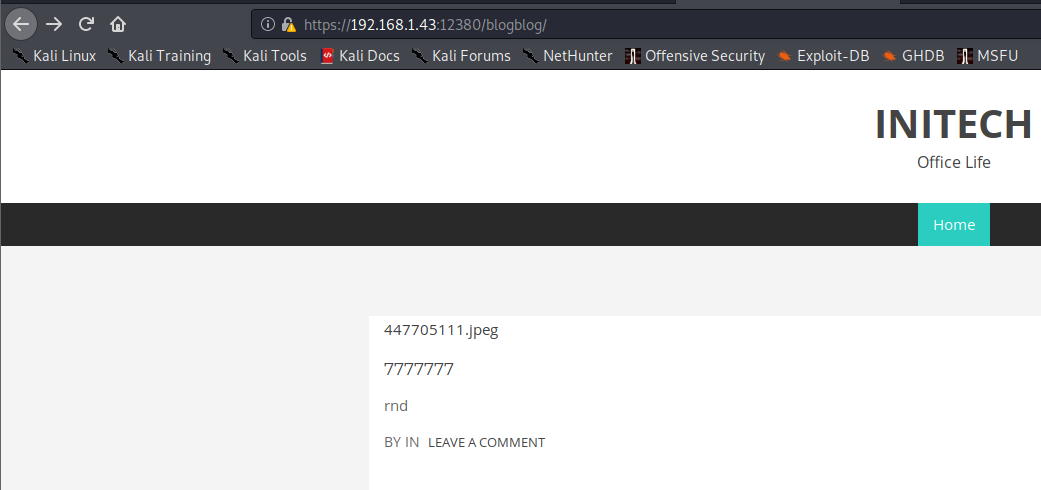 https://192.168.1.43:12380/blogblog/
Kali Linux Kali Training Kali Tools Kali Docs Kali Forums NetHunter Offensive Security Exploit-DB GHDB MSFU
INITECH
Office Life
Home
447705111.jpeg
7777777
rnd
BY IN LEAVE A COMMENT